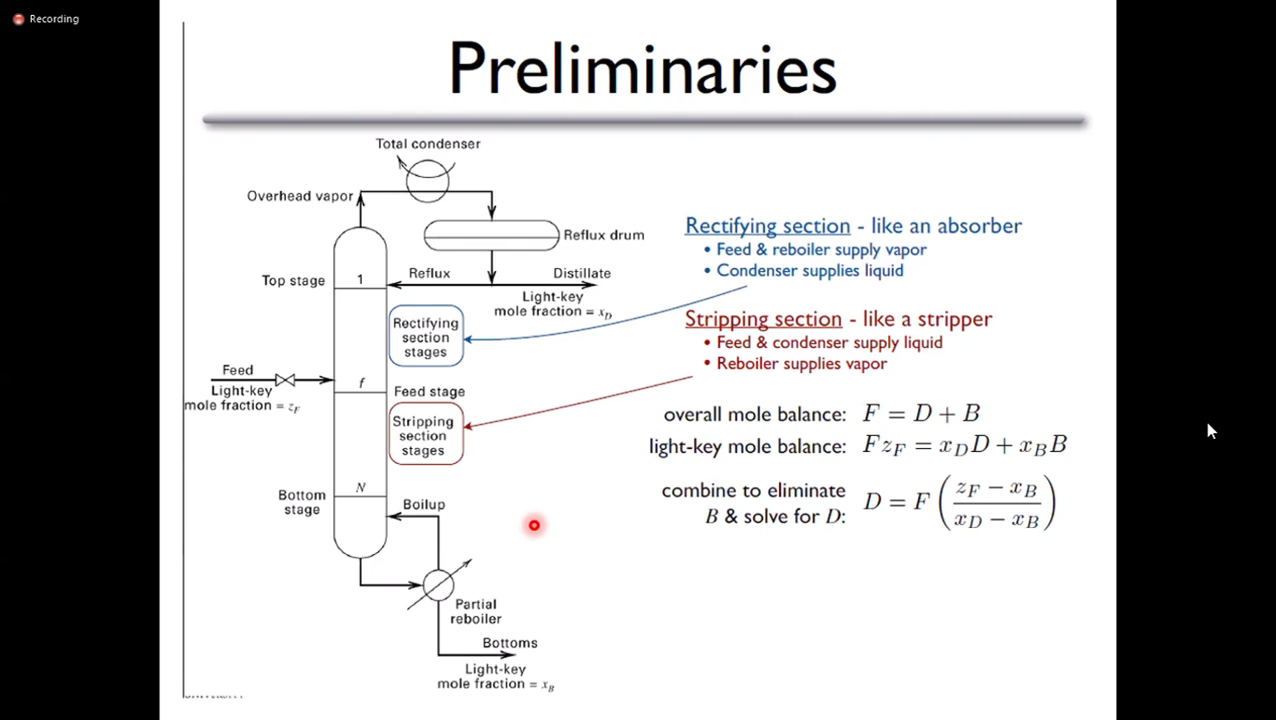 Recording
Preliminaries
Total condenser
Overhead vapor
Reflux drum
Top stage
1
Reflux
Distillate
Light-key
mole fraction = x_D
Rectifying
section
stages
Feed
Light-key
mole fraction = z_F
f
Feed stage
Stripping
section
stages
Bottom
stage
N
Boilup
Partial
reboiler
Bottoms
Light-key
mole fraction = x_B
Rectifying section - like an absorber
• Feed & reboiler supply vapor
• Condenser supplies liquid
Stripping section - like a stripper
• Feed & condenser supply liquid
• Reboiler supplies vapor
overall mole balance: F = D + B
light-key mole balance: Fz_F = x_D D + x_B B
combine to eliminate
B & solve for D: D = F ( (z_F − x_B) / (x_D − x_B) )
UNIVERSITY